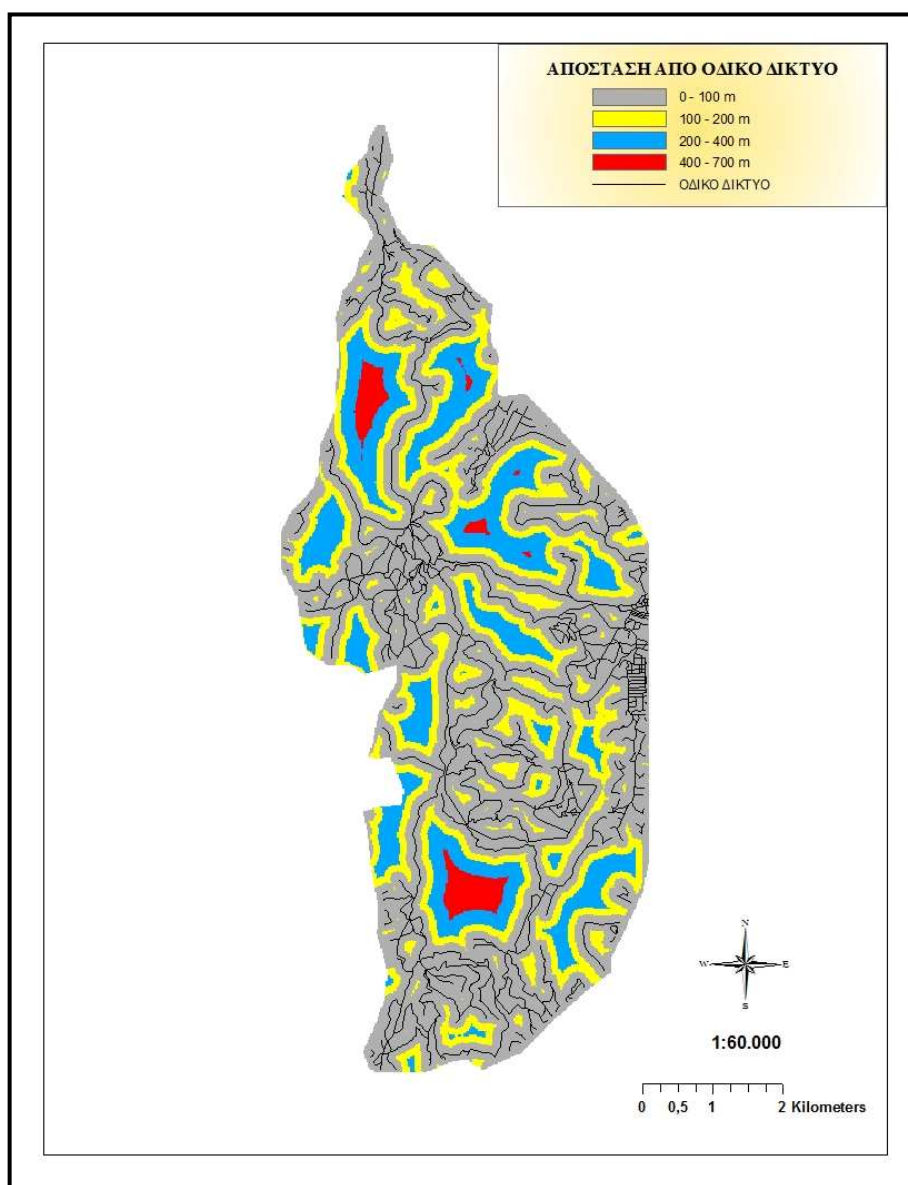 ΑΠΟΣΤΑΣΗ ΑΠΟ ΟΔΙΚΟ ΔΙΚΤΥΟ
0 - 100 m
100 - 200 m
200 - 400 m
400 - 700 m
ΟΔΙΚΟ ΔΙΚΤΥΟ
N
W E
S
1:60.000
0 0,5 1 2 Kilometers